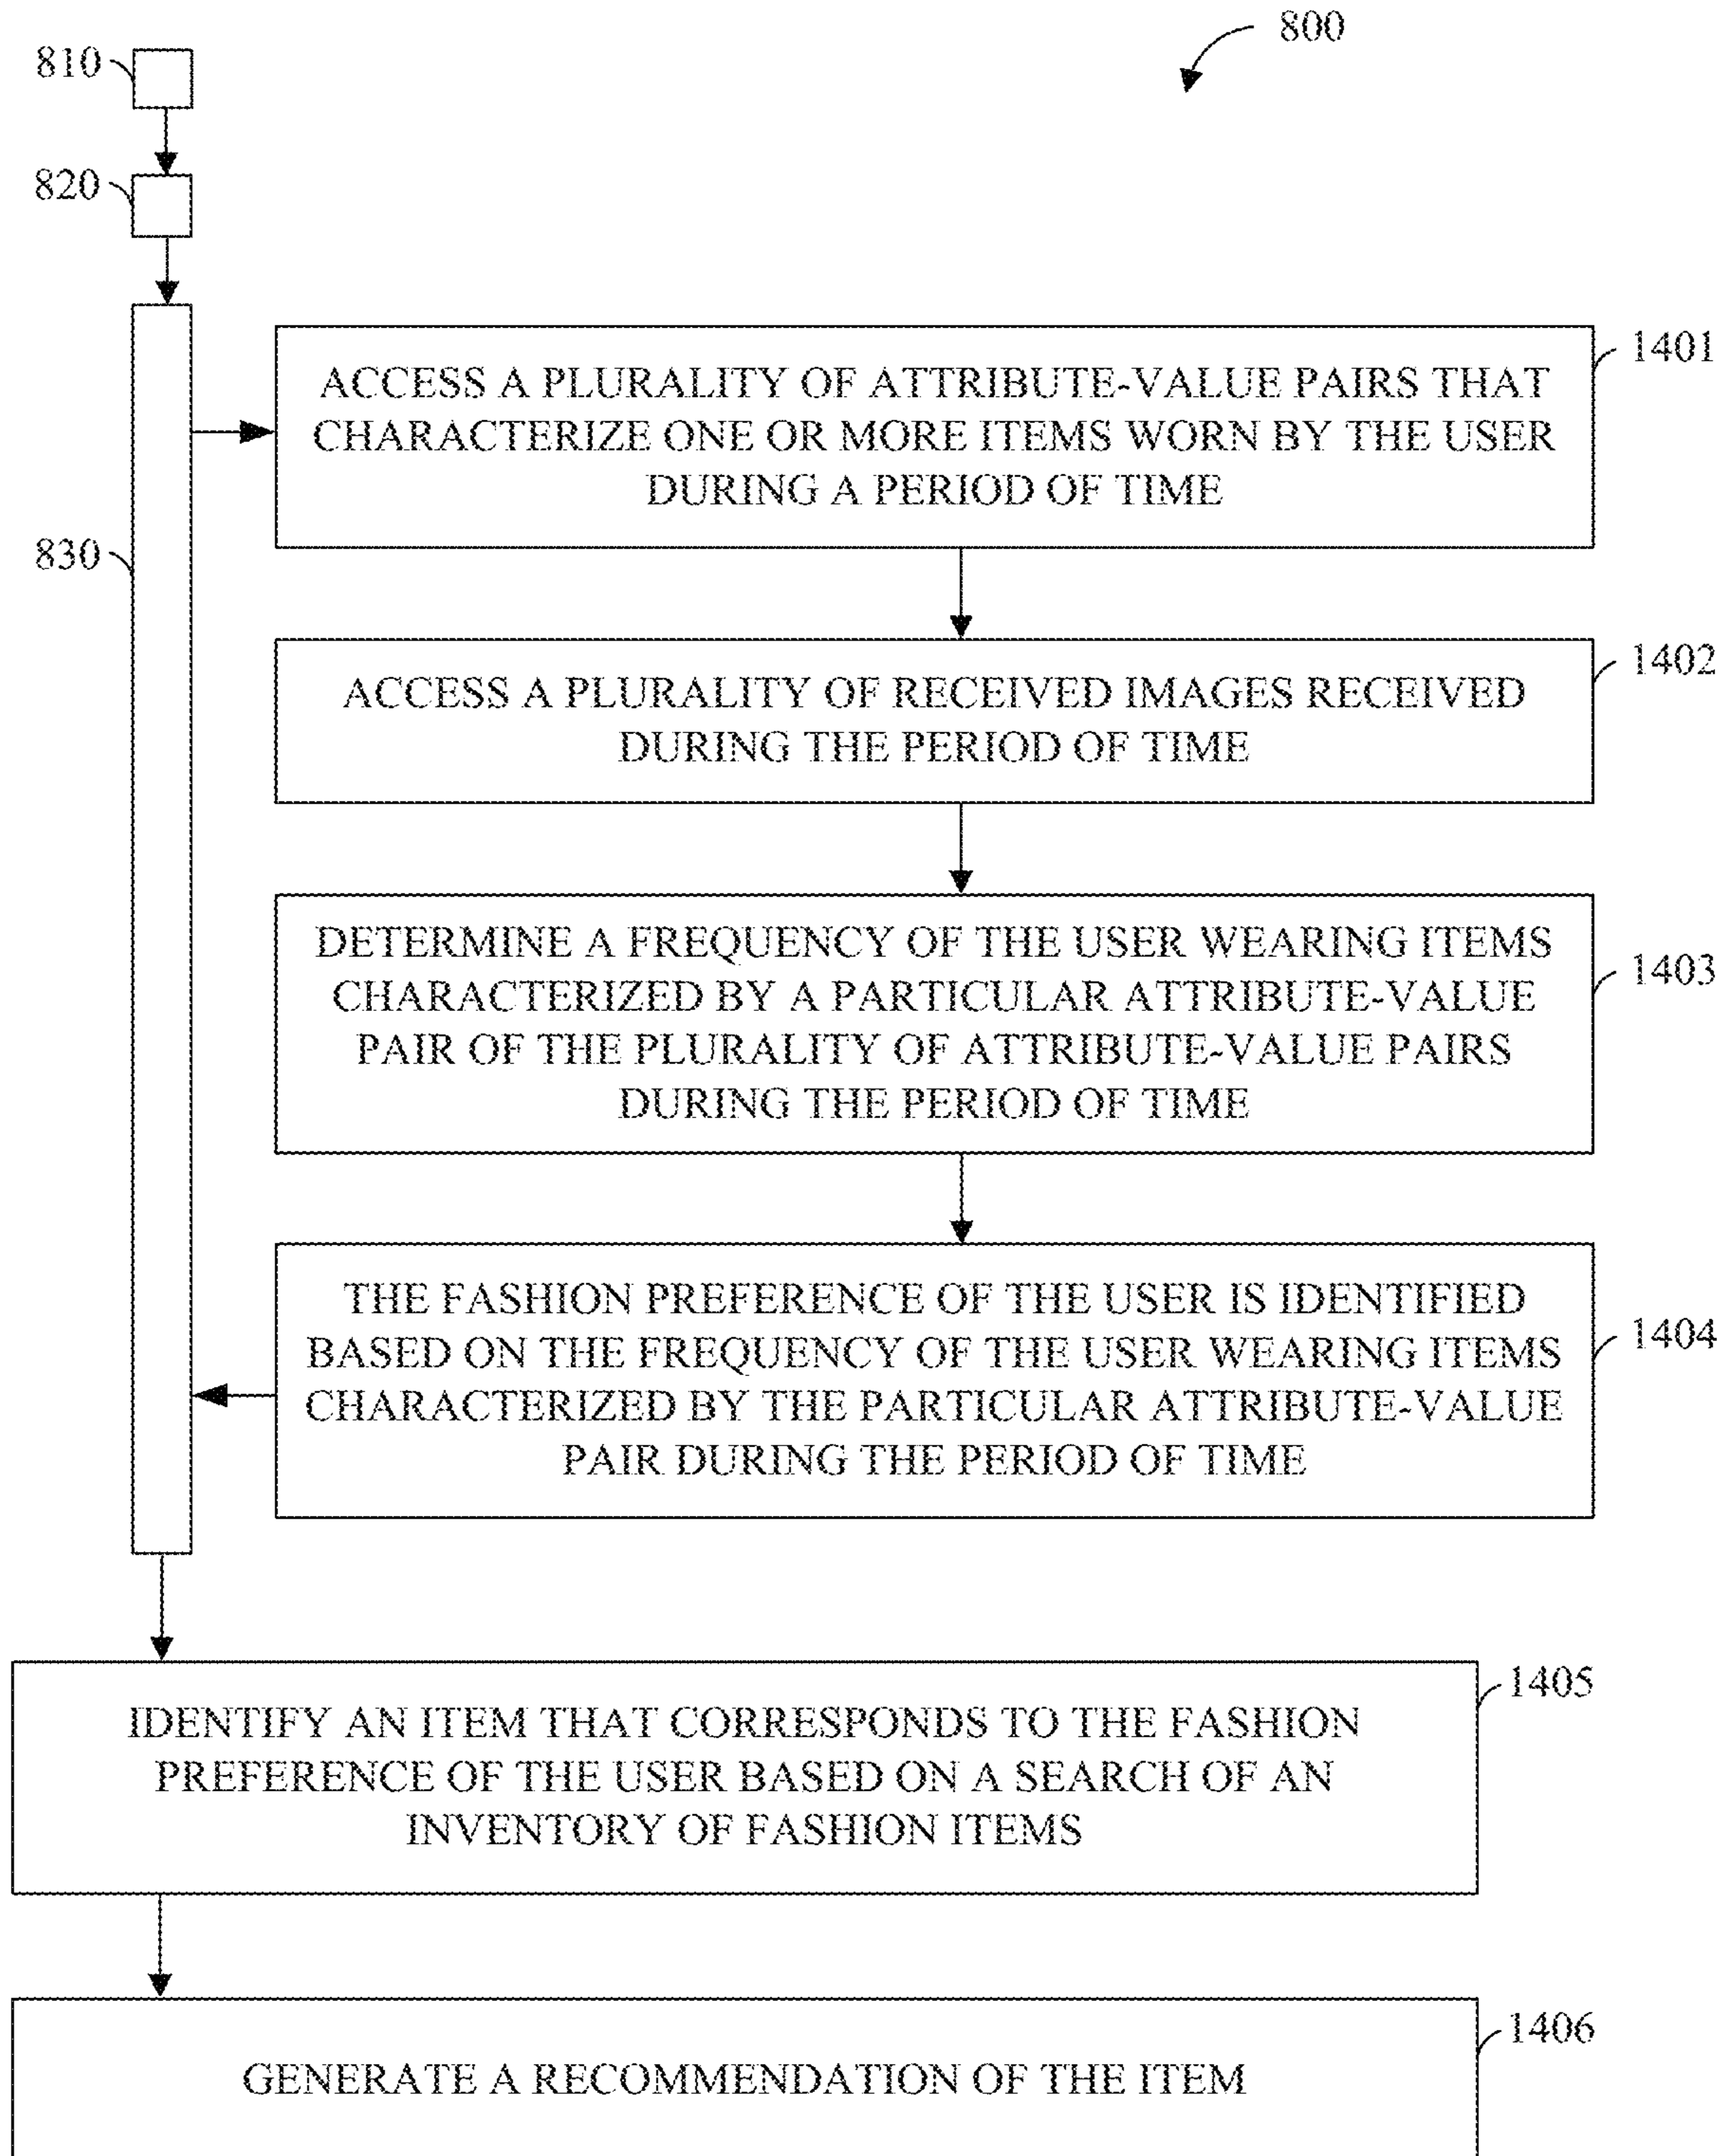 800
810
820
830
ACCESS A PLURALITY OF ATTRIBUTE-VALUE PAIRS THAT
CHARACTERIZE ONE OR MORE ITEMS WORN BY THE USER
DURING A PERIOD OF TIME
1401
ACCESS A PLURALITY OF RECEIVED IMAGES RECEIVED
DURING THE PERIOD OF TIME
1402
DETERMINE A FREQUENCY OF THE USER WEARING ITEMS
CHARACTERIZED BY A PARTICULAR ATTRIBUTE-VALUE
PAIR OF THE PLURALITY OF ATTRIBUTE-VALUE PAIRS
DURING THE PERIOD OF TIME
1403
THE FASHION PREFERENCE OF THE USER IS IDENTIFIED
BASED ON THE FREQUENCY OF THE USER WEARING ITEMS
CHARACTERIZED BY THE PARTICULAR ATTRIBUTE-VALUE
PAIR DURING THE PERIOD OF TIME
1404
IDENTIFY AN ITEM THAT CORRESPONDS TO THE FASHION
PREFERENCE OF THE USER BASED ON A SEARCH OF AN
INVENTORY OF FASHION ITEMS
1405
GENERATE A RECOMMENDATION OF THE ITEM
1406